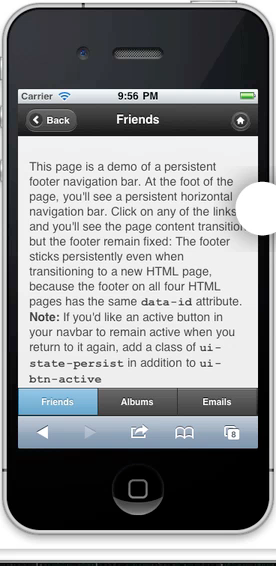 Carrier 9:56 PM
Back Friends
This page is a demo of a persistent
footer navigation bar. At the foot of the
page, you'll see a persistent horizontal
navigation bar. Click on any of the links
and you'll see the page content transition
but the footer remain fixed: The footer
sticks persistently even when
transitioning to a new HTML page,
because the footer on all four HTML
pages has the same data-id attribute.
Note: If you'd like an active button in
your navbar to remain active when you
return to it again, add a class of ui-
state-persist in addition to ui-
btn-active
Friends Albums Emails
8